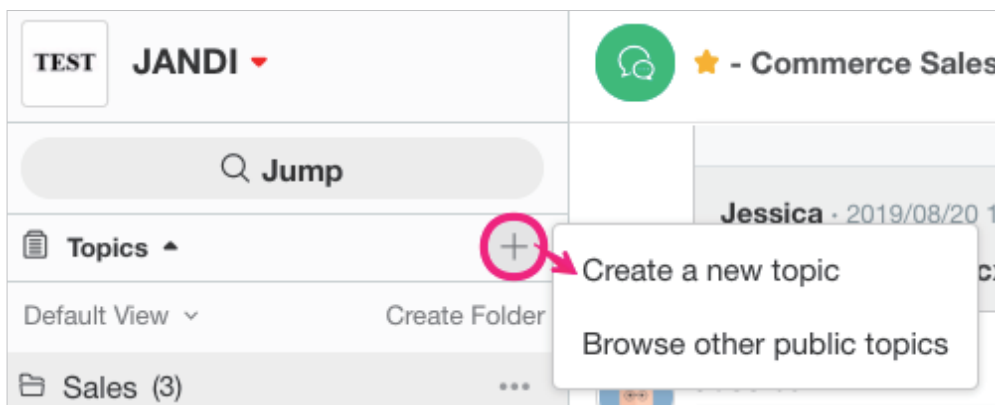 TEST
JANDI
- Commerce Sales
Jump
Jessica · 2019/08/20 1
Topics
Create a new topic
Default View
Create Folder
Browse other public topics
Sales (3)